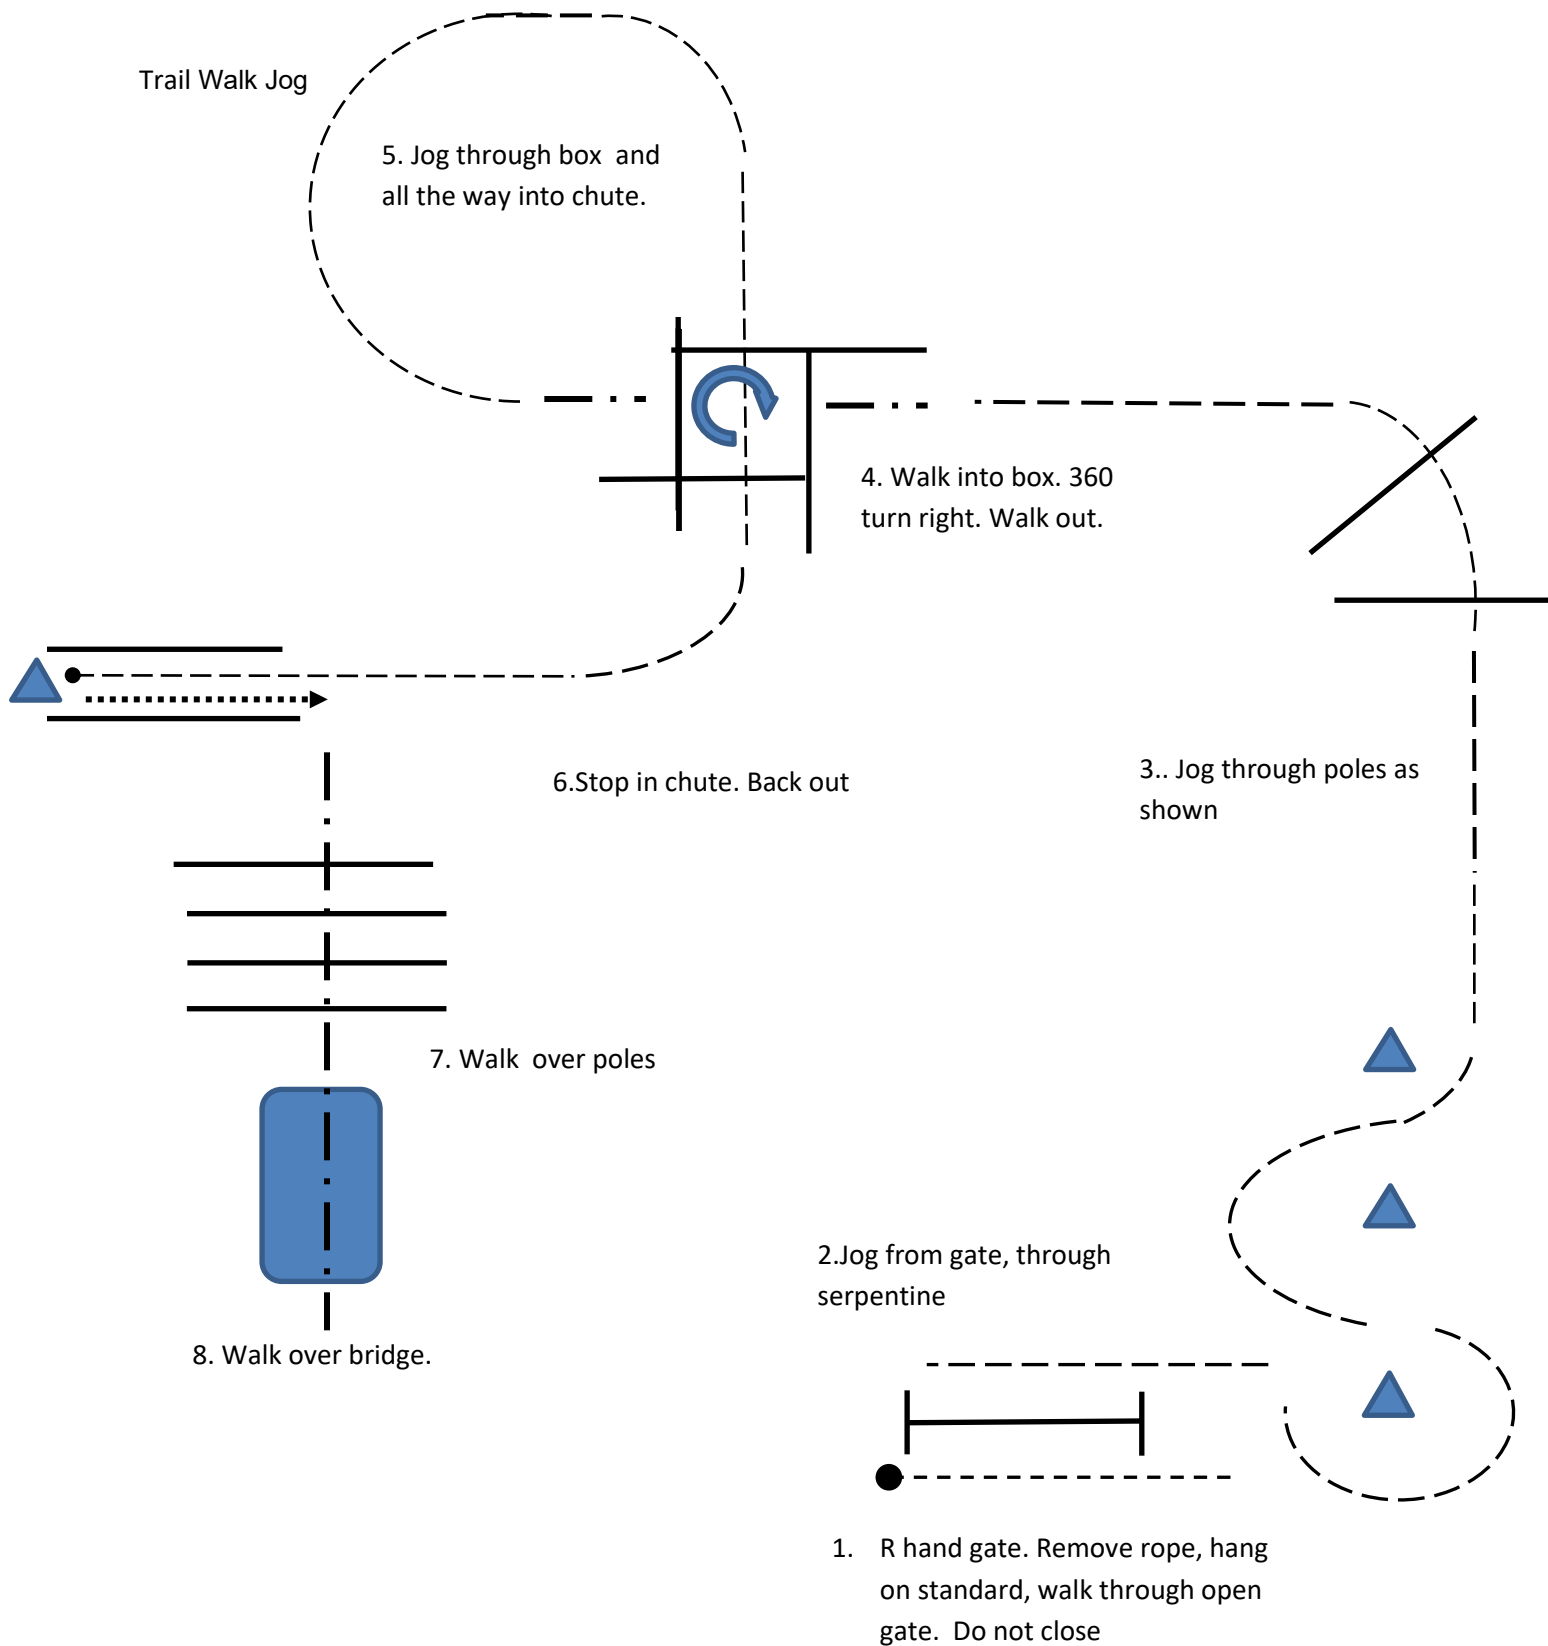 Trail Walk Jog
5. Jog through box  and
all the way into chute.
4. Walk into box. 360
turn right. Walk out.
6.Stop in chute. Back out
3.. Jog through poles as
shown
7. Walk  over poles
2.Jog from gate, through
serpentine
8. Walk over bridge.
1. R hand gate. Remove rope, hang
on standard, walk through open
gate.  Do not close